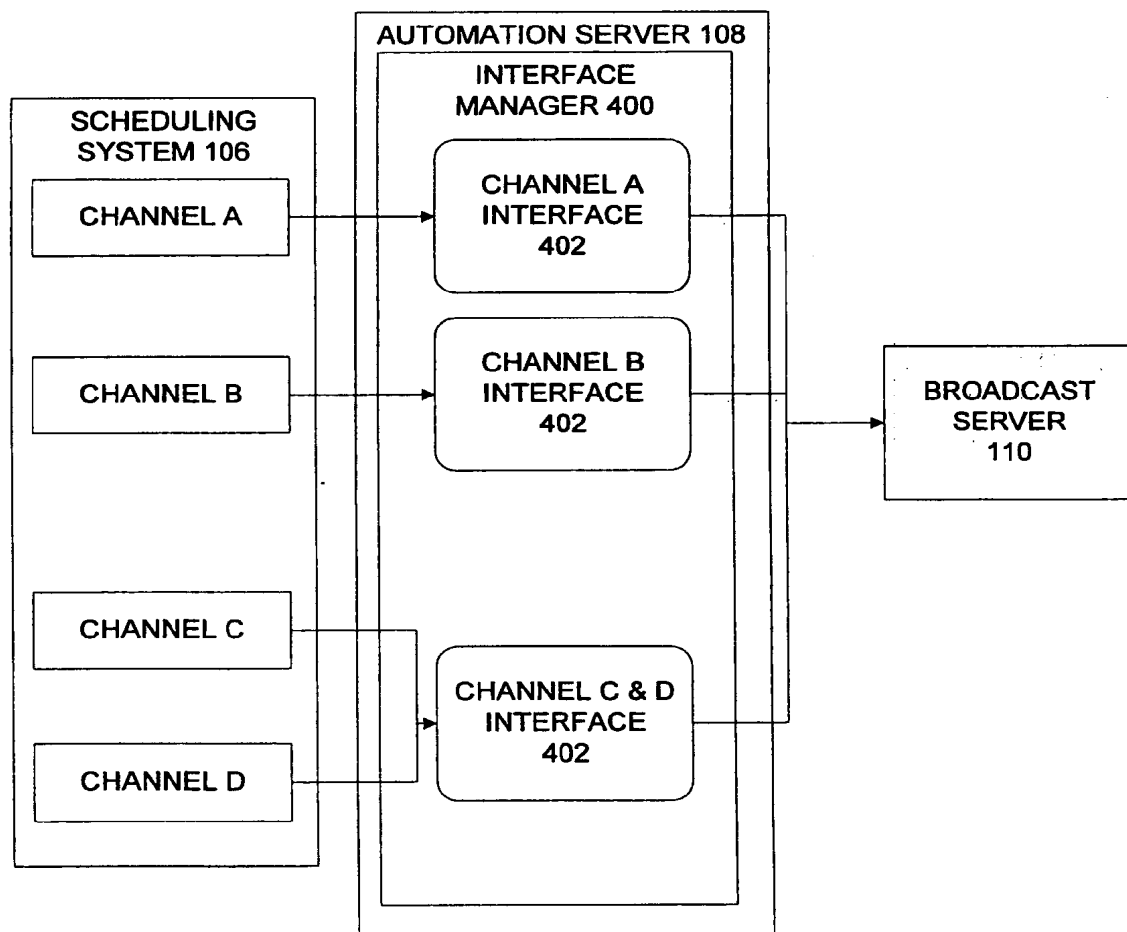 AUTOMATION SERVER 108
INTERFACE
MANAGER 400
SCHEDULING
SYSTEM 106
CHANNEL A
CHANNEL A
INTERFACE
402
CHANNEL B
CHANNEL B
INTERFACE
402
BROADCAST
SERVER
110
CHANNEL C
CHANNEL C & D
INTERFACE
402
CHANNEL D